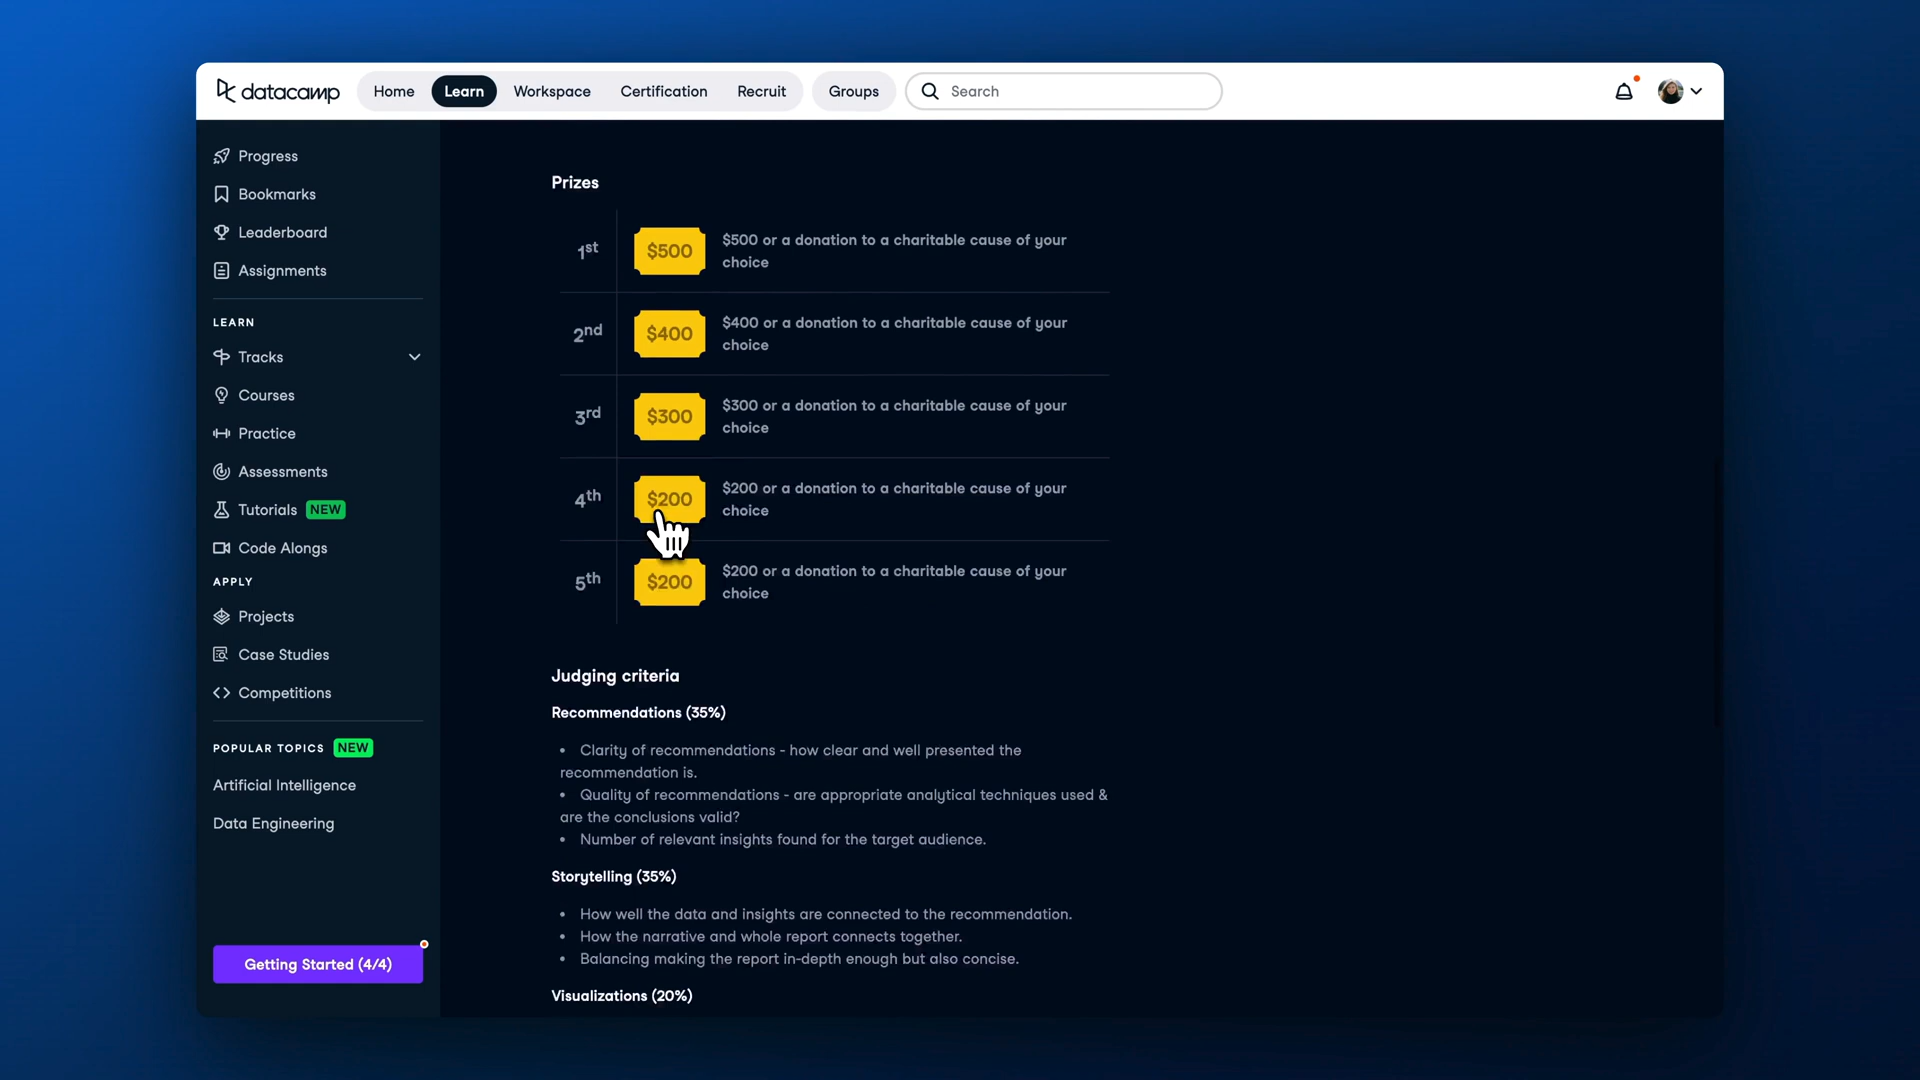 datacamp
Home
Learn
Workspace
Certification
Recruit
Groups
Search
Progress
Bookmarks
Leaderboard
Assignments
LEARN
Tracks
Courses
Practice
Assessments
Tutorials NEW
Code Alongs
APPLY
Projects
Case Studies
Competitions
POPULAR TOPICS NEW
Artificial Intelligence
Data Engineering
Getting Started (4/4)
Prizes
1st
$500
$500 or a donation to a charitable cause of your
choice
2nd
$400
$400 or a donation to a charitable cause of your
choice
3rd
$300
$300 or a donation to a charitable cause of your
choice
4th
$200
$200 or a donation to a charitable cause of your
choice
5th
$200
$200 or a donation to a charitable cause of your
choice
Judging criteria
Recommendations (35%)
• Clarity of recommendations - how clear and well presented the
recommendation is.
• Quality of recommendations - are appropriate analytical techniques used &
are the conclusions valid?
• Number of relevant insights found for the target audience.
Storytelling (35%)
• How well the data and insights are connected to the recommendation.
• How the narrative and whole report connects together.
• Balancing making the report in-depth enough but also concise.
Visualizations (20%)